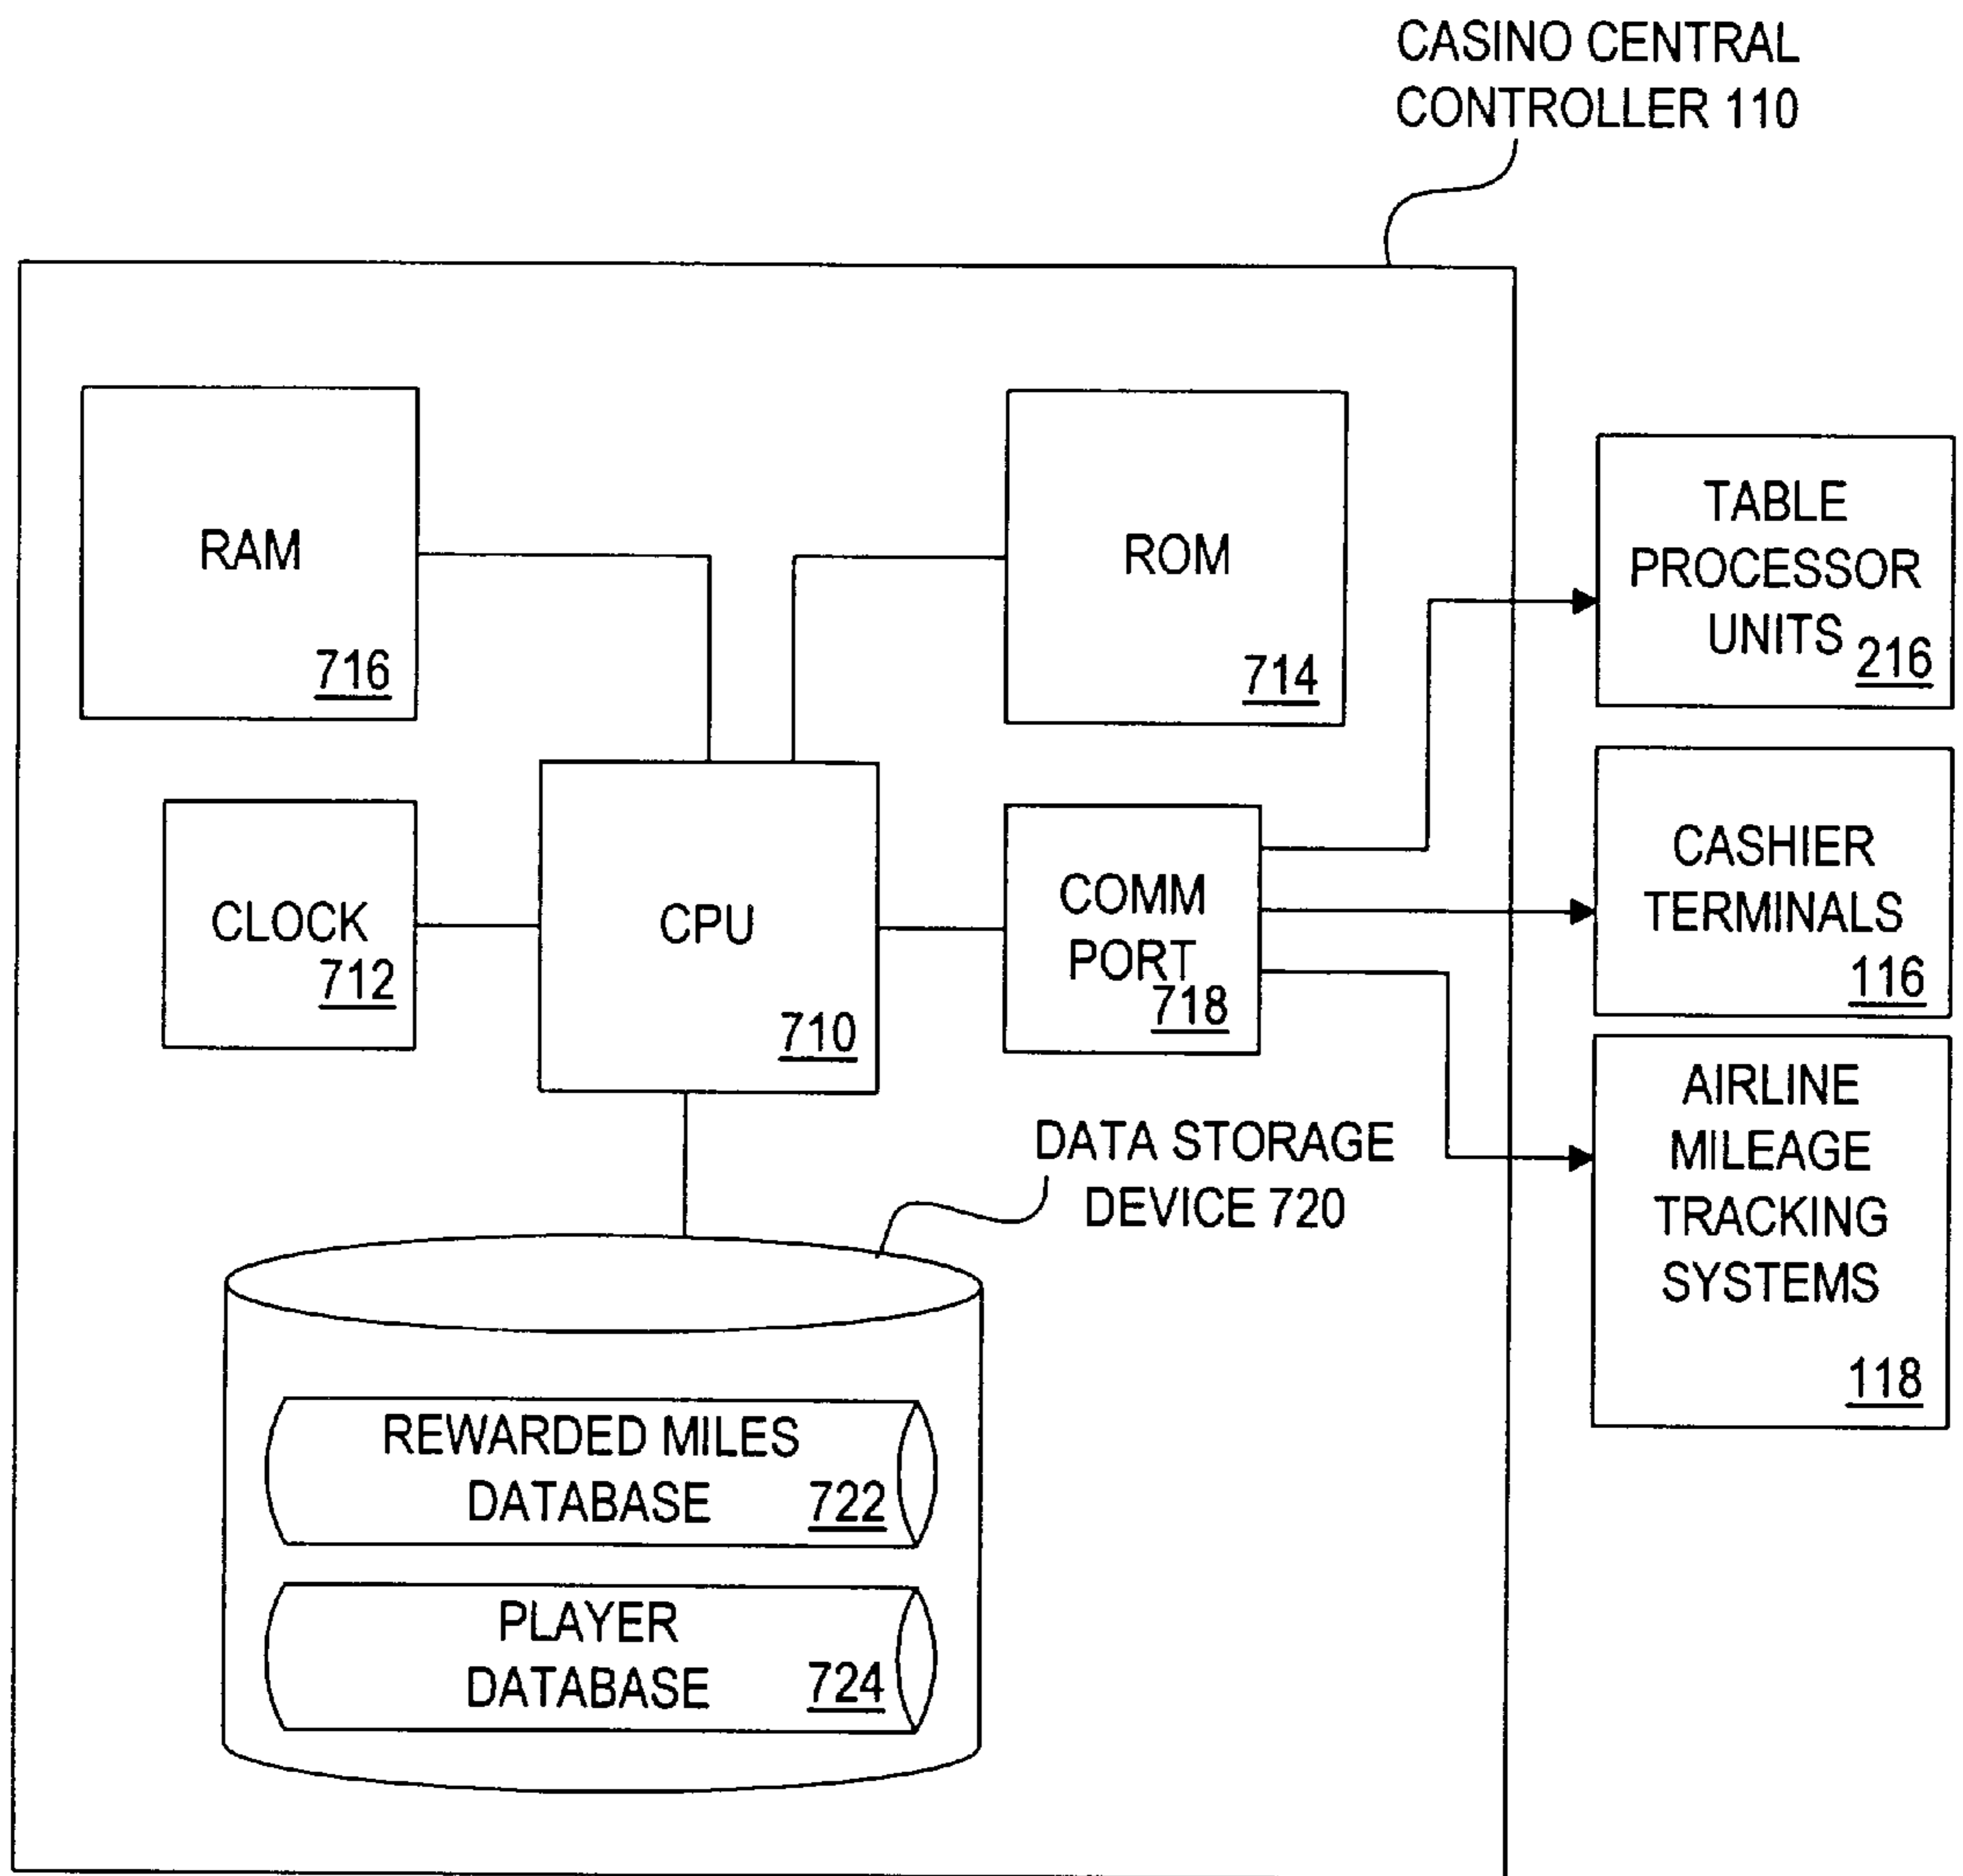 CASINO CENTRAL
CONTROLLER 110
RAM
716
ROM
714
TABLE
PROCESSOR
UNITS
216
CLOCK
712
CPU
710
COMM
PORT
718
CASHIER
TERMINALS
116
AIRLINE
MILEAGE
TRACKING
SYSTEMS
118
DATA STORAGE
DEVICE 720
REWARDED MILES
DATABASE 722
PLAYER
DATABASE 724